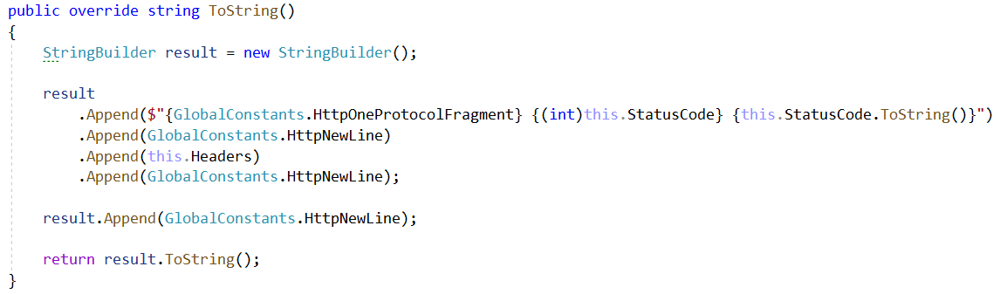 public override string ToString()
{
    StringBuilder result = new StringBuilder();

    result
        .Append($"{GlobalConstants.HttpOneProtocolFragment} {(int)this.StatusCode} {this.StatusCode.ToString()}")
        .Append(GlobalConstants.HttpNewLine)
        .Append(this.Headers)
        .Append(GlobalConstants.HttpNewLine);

    result.Append(GlobalConstants.HttpNewLine);

    return result.ToString();
}